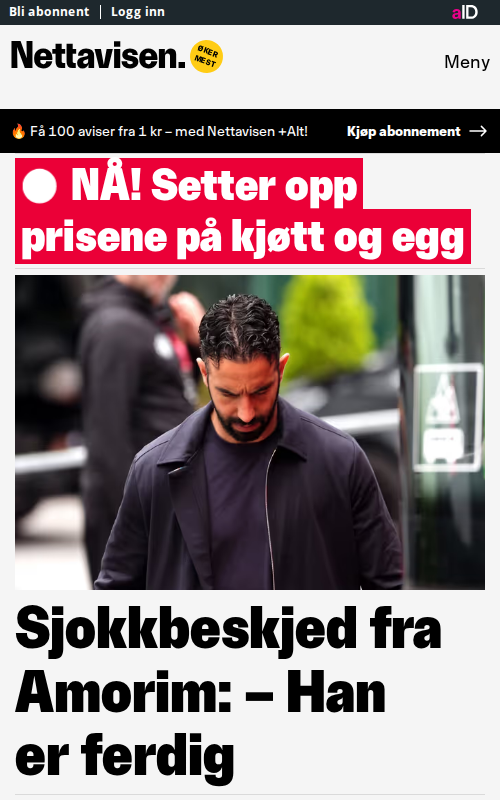 Bli abonnent | Logg inn
aID
Nettavisen.
ØKER
MEST
Meny
🔥 Få 100 aviser fra 1 kr – med Nettavisen +Alt!
Kjøp abonnement →
NÅ! Setter opp
prisene på kjøtt og egg
Sjokkbeskjed fra
Amorim: – Han
er ferdig